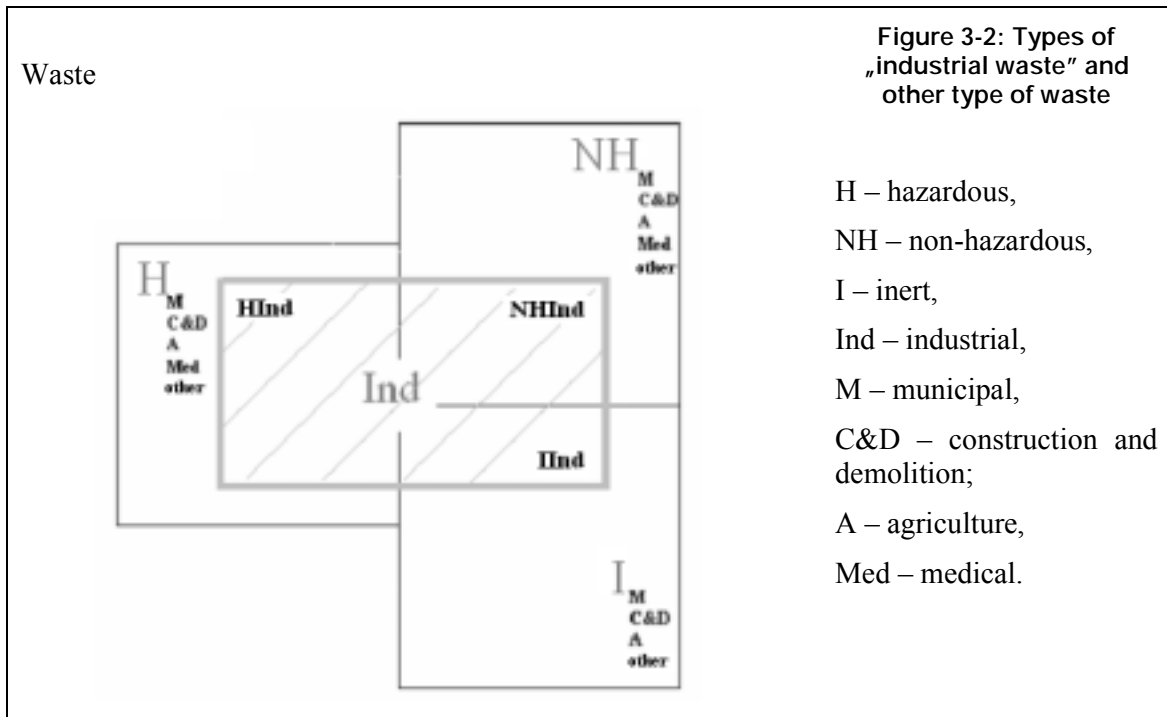 Waste
Figure 3-2: Types of
„industrial waste” and
other type of waste
NH
M
C&D
A
Med
other
H
M
C&D
A
Med
other
HInd
NHInd
Ind
IInd
I
M
C&D
A
other
H – hazardous,
NH – non-hazardous,
I – inert,
Ind – industrial,
M – municipal,
C&D – construction and
demolition;
A – agriculture,
Med – medical.